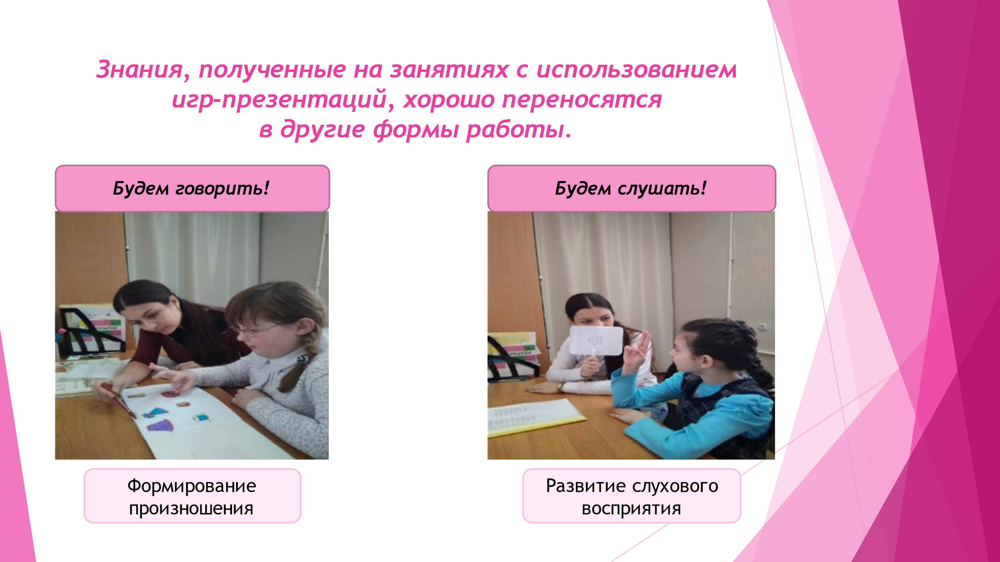 Знания, полученные на занятиях с использованием
игр-презентаций, хорошо переносятся
в другие формы работы.
Будем говорить!
Будем слушать!
Формирование
произношения
Развитие слухового
восприятия